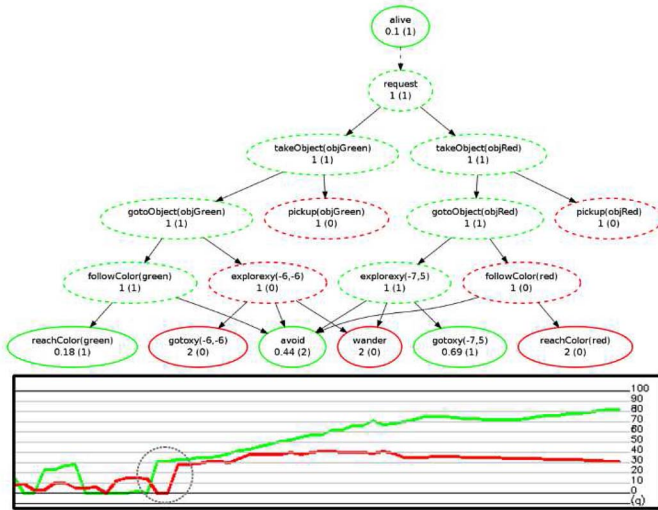 alive
0.1 (1)
request
1 (1)
takeObject(objGreen)
1 (1)
takeObject(objRed)
1 (1)
gotoObject(objGreen)
1 (1)
pickup(objGreen)
1 (0)
gotoObject(objRed)
1 (1)
pickup(objRed)
1 (0)
followColor(green)
1 (1)
explorexy(-6,-6)
1 (0)
explorexy(-7,5)
1 (1)
followColor(red)
1 (0)
reachColor(green)
0.18 (1)
gotoxy(-6,-6)
2 (0)
avoid
0.44 (2)
wander
2 (0)
gotoxy(-7,5)
0.69 (1)
reachColor(red)
2 (0)
100
90
80
70
60
50
40
30
20
10
0
(q)